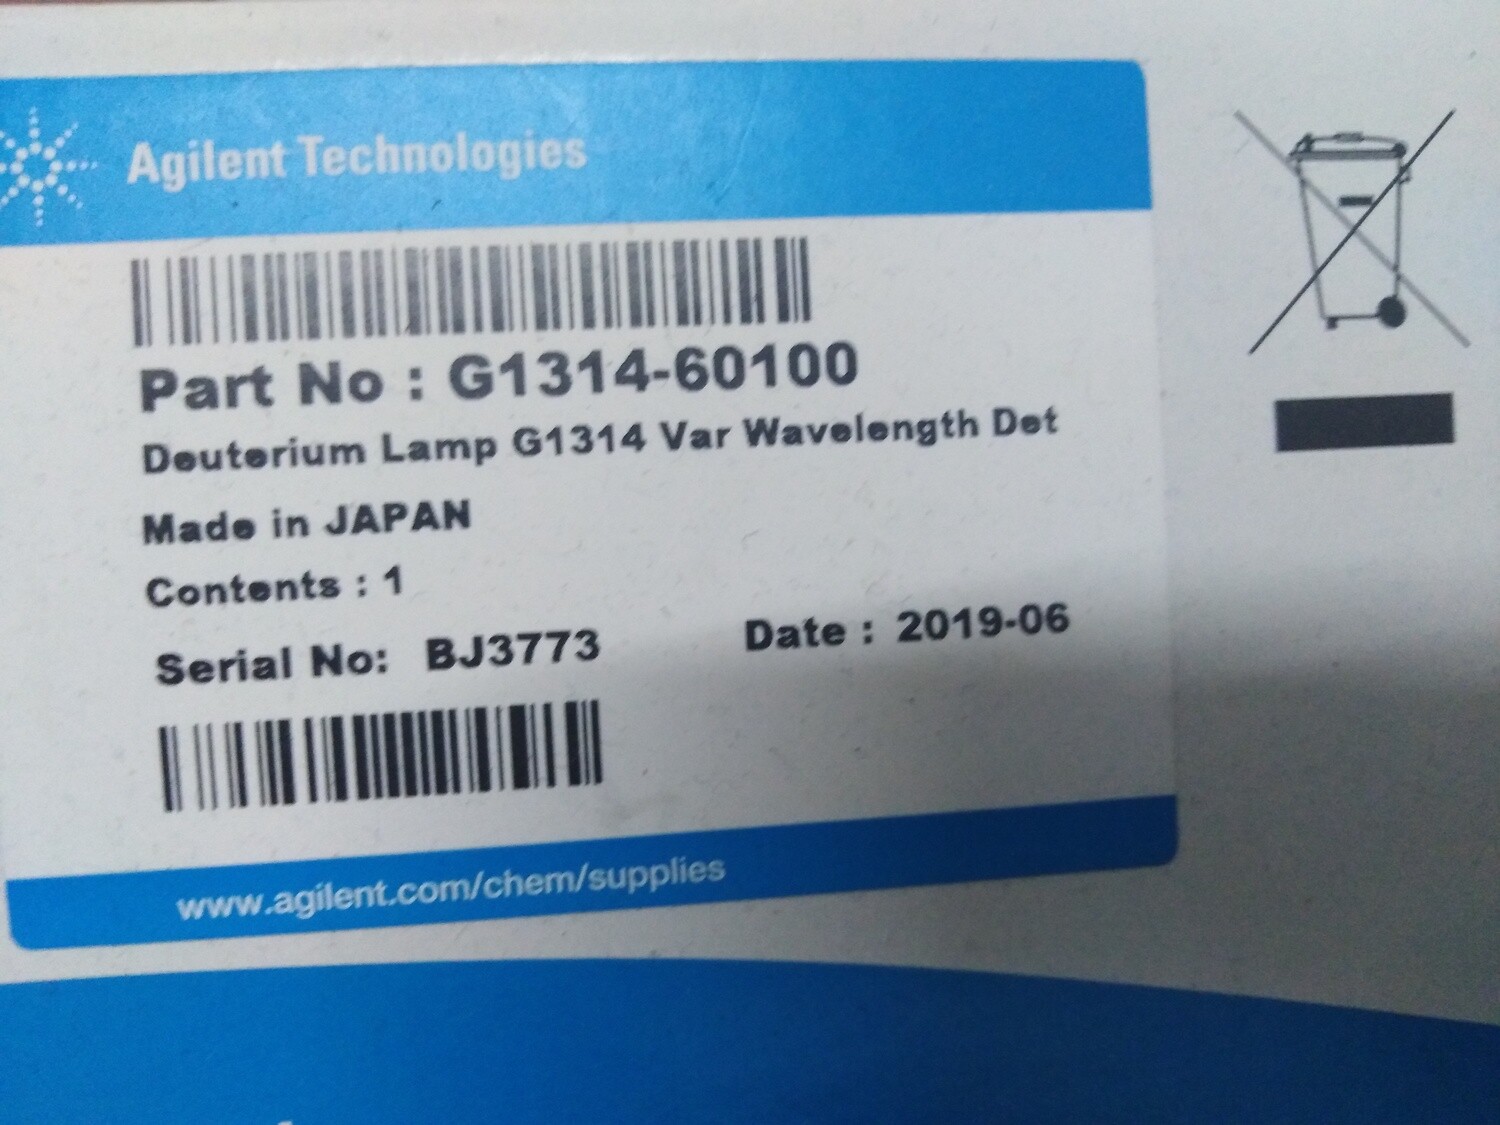 Agilent Technologies
Part No : G1314-60100
Deuterium Lamp G1314 Var Wavelength Det
Made in JAPAN
Contents : 1
Serial No: BJ3773 Date : 2019-06
www.agilent.com/chem/supplies